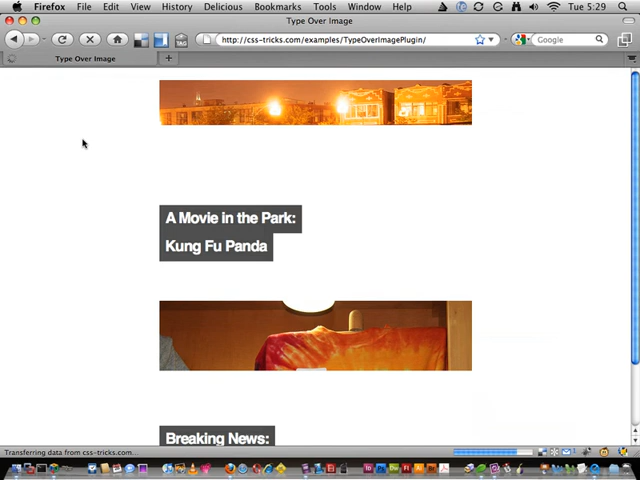 Firefox File Edit View History Delicious Bookmarks Tools Window Help Tue 5:29
Type Over Image
http://css-tricks.com/examples/TypeOverImagePlugin/ Google
Type Over Image
A Movie in the Park:
Kung Fu Panda
Breaking News:
Transferring data from css-tricks.com...